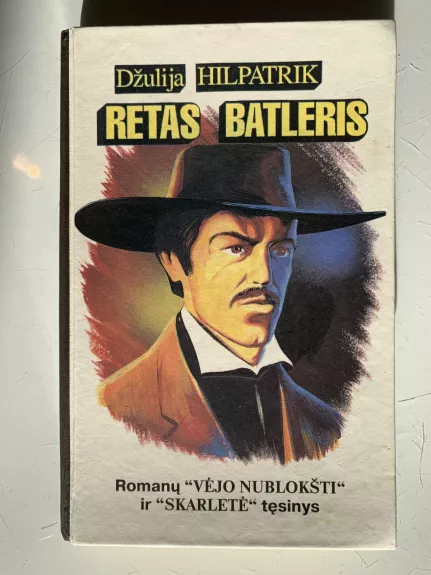 Džulija HILPATRIK
RETAS BATLERIS
Romanų “VĖJO NUBLOKŠTI“
ir “SKARLETĖ“ tęsinys